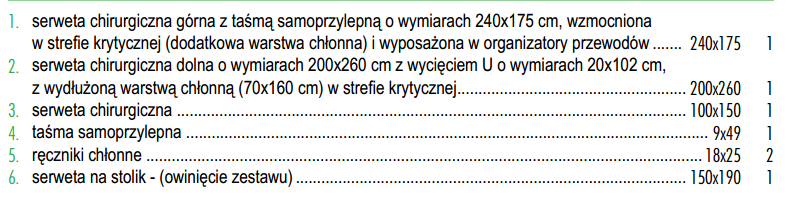 1. serweta chirurgiczna górna z taśmą samoprzylepną o wymiarach 240x175 cm, wzmocniona
w strefie krytycznej (dodatkowa warstwa chłonna) i wyposażona w organizatory przewodów ....... 240x175 1
2. serweta chirurgiczna dolna o wymiarach 200x260 cm z wycięciem U o wymiarach 20x102 cm,
z wydłużoną warstwą chłonną (70x160 cm) w strefie krytycznej................................................... 200x260 1
3. serweta chirurgiczna ................................................................................................................ 100x150 1
4. taśma samoprzylepna ................................................................................................................... 9x49 1
5. ręczniki chłonne .......................................................................................................................... 18x25 2
6. serweta na stolik - (owinięcie zestawu) ..................................................................................... 150x190 1